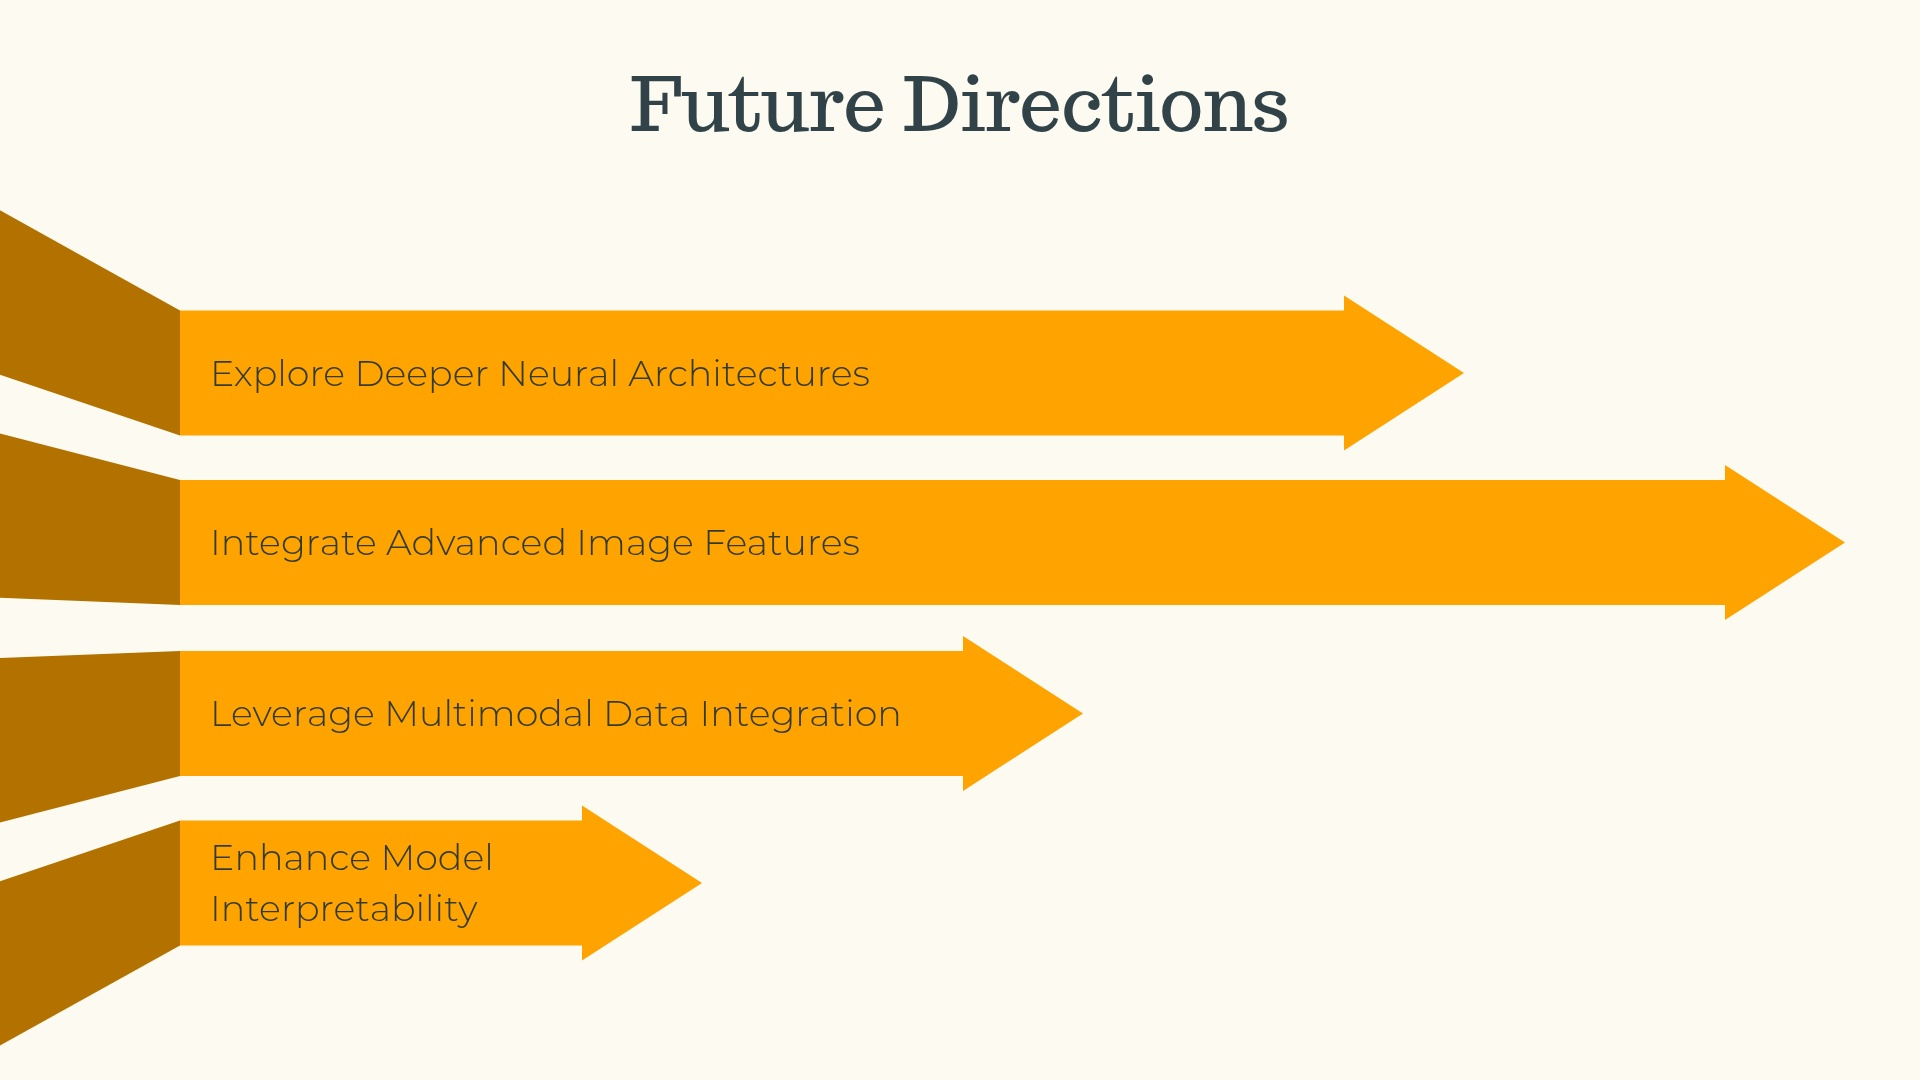 Future Directions
Explore Deeper Neural Architectures
Integrate Advanced Image Features
Leverage Multimodal Data Integration
Enhance Model
Interpretability